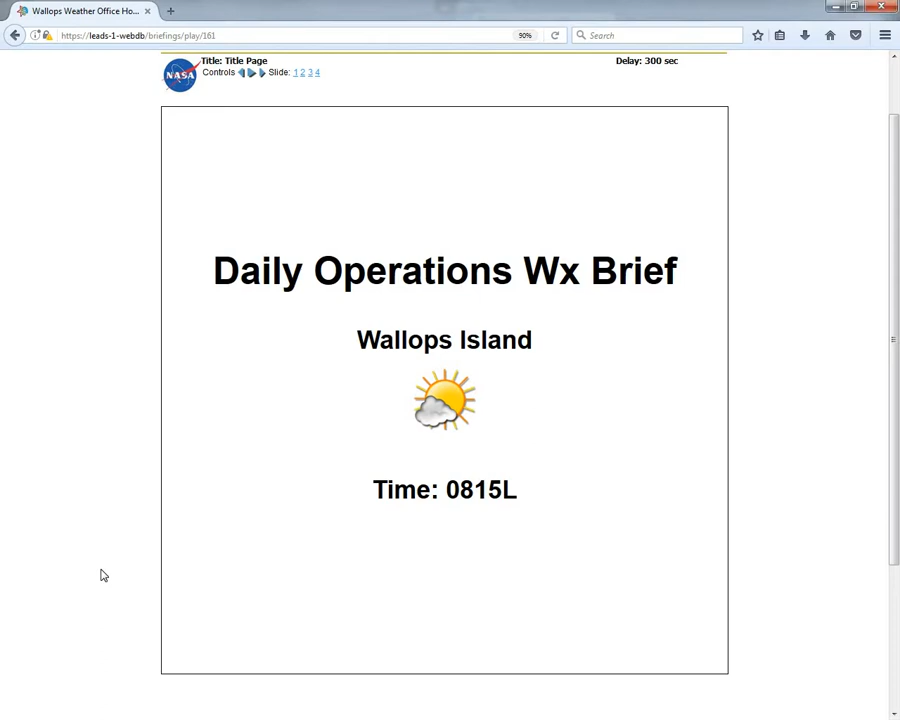 Wallops Weather Office Ho...
https://leads-1-webdb/briefings/play/161
90%
Search
NASA
Title: Title Page
Delay: 300 sec
Controls Slide: 1 2 3 4
Daily Operations Wx Brief
Wallops Island
Time: 0815L